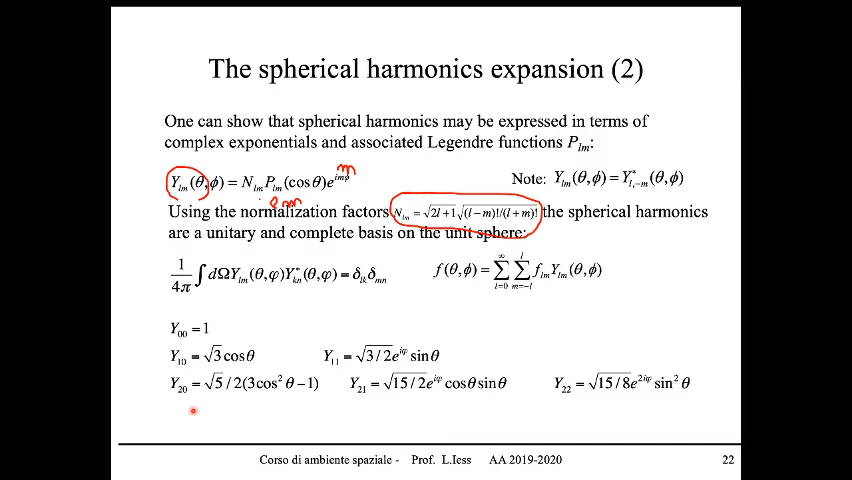 The spherical harmonics expansion (2)
One can show that spherical harmonics may be expressed in terms of
complex exponentials and associated Legendre functions P_lm:
Y_lm(θ,ϕ) = N_lm P_lm(cosθ)e^{imϕ} m Note: Y_lm(θ,ϕ) = Y*_{l,−m}(θ,ϕ)
Using the normalization factors N_lm = √(2l+1)√((l−m)!/(l+m)!) the spherical harmonics
are a unitary and complete basis on the unit sphere:
1/4π ∫ dΩY_lm(θ,φ)Y*_kn(θ,φ) = δ_lk δ_mn f(θ,ϕ) = ∑_{l=0}^{∞} ∑_{m=−l}^{l} f_lm Y_lm(θ,ϕ)
Y_00 = 1
Y_10 = √3 cosθ Y_11 = √(3/2) e^{iφ} sinθ
Y_20 = √5/2(3cos²θ −1) Y_21 = √(15/2) e^{iφ} cosθ sinθ Y_22 = √(15/8) e^{2iφ} sin²θ
Corso di ambiente spaziale - Prof. L.Iess AA 2019-2020 22